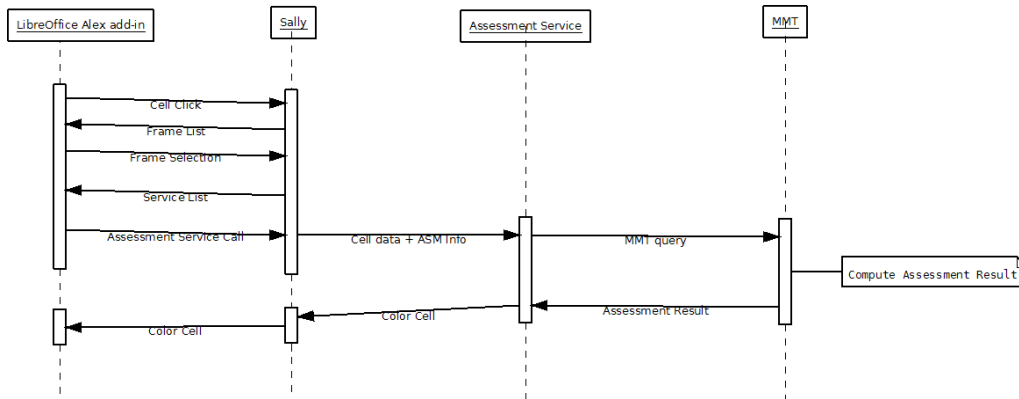 LibreOffice Alex add-in
Sally
Assessment Service
MMT
Cell Click
Frame List
Frame Selection
Service List
Assessment Service Call
Cell data + ASM Info
MMT query
Compute Assessment Result
Color Cell
Assessment Result
Color Cell